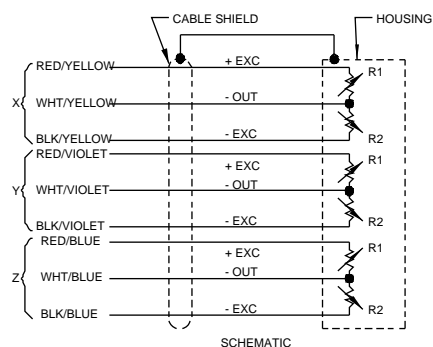 CABLE SHIELD HOUSING
RED/YELLOW + EXC R1
X WHT/YELLOW - OUT
BLK/YELLOW - EXC R2
RED/VIOLET + EXC R1
Y WHT/VIOLET - OUT
BLK/VIOLET - EXC R2
RED/BLUE + EXC R1
Z WHT/BLUE - OUT
BLK/BLUE - EXC R2
SCHEMATIC